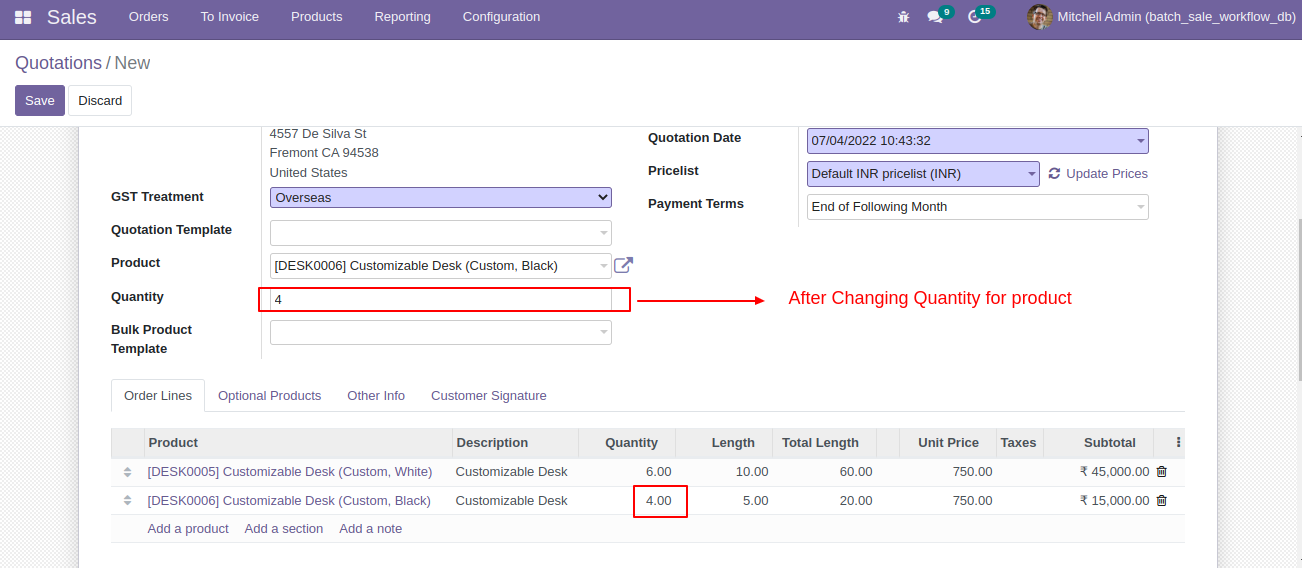 Sales Orders To Invoice Products Reporting Configuration 9 15 Mitchell Admin (batch_sale_workflow_db)
Quotations / New
Save Discard
4557 De Silva St
Fremont CA 94538
United States
Quotation Date 07/04/2022 10:43:32
Pricelist Default INR pricelist (INR) Update Prices
GST Treatment Overseas
Payment Terms End of Following Month
Quotation Template
Product [DESK0006] Customizable Desk (Custom, Black)
Quantity 4 After Changing Quantity for product
Bulk Product
Template
Order Lines Optional Products Other Info Customer Signature
Product Description Quantity Length Total Length Unit Price Taxes Subtotal
[DESK0005] Customizable Desk (Custom, White) Customizable Desk 6.00 10.00 60.00 750.00 ₹ 45,000.00
[DESK0006] Customizable Desk (Custom, Black) Customizable Desk 4.00 5.00 20.00 750.00 ₹ 15,000.00
Add a product Add a section Add a note